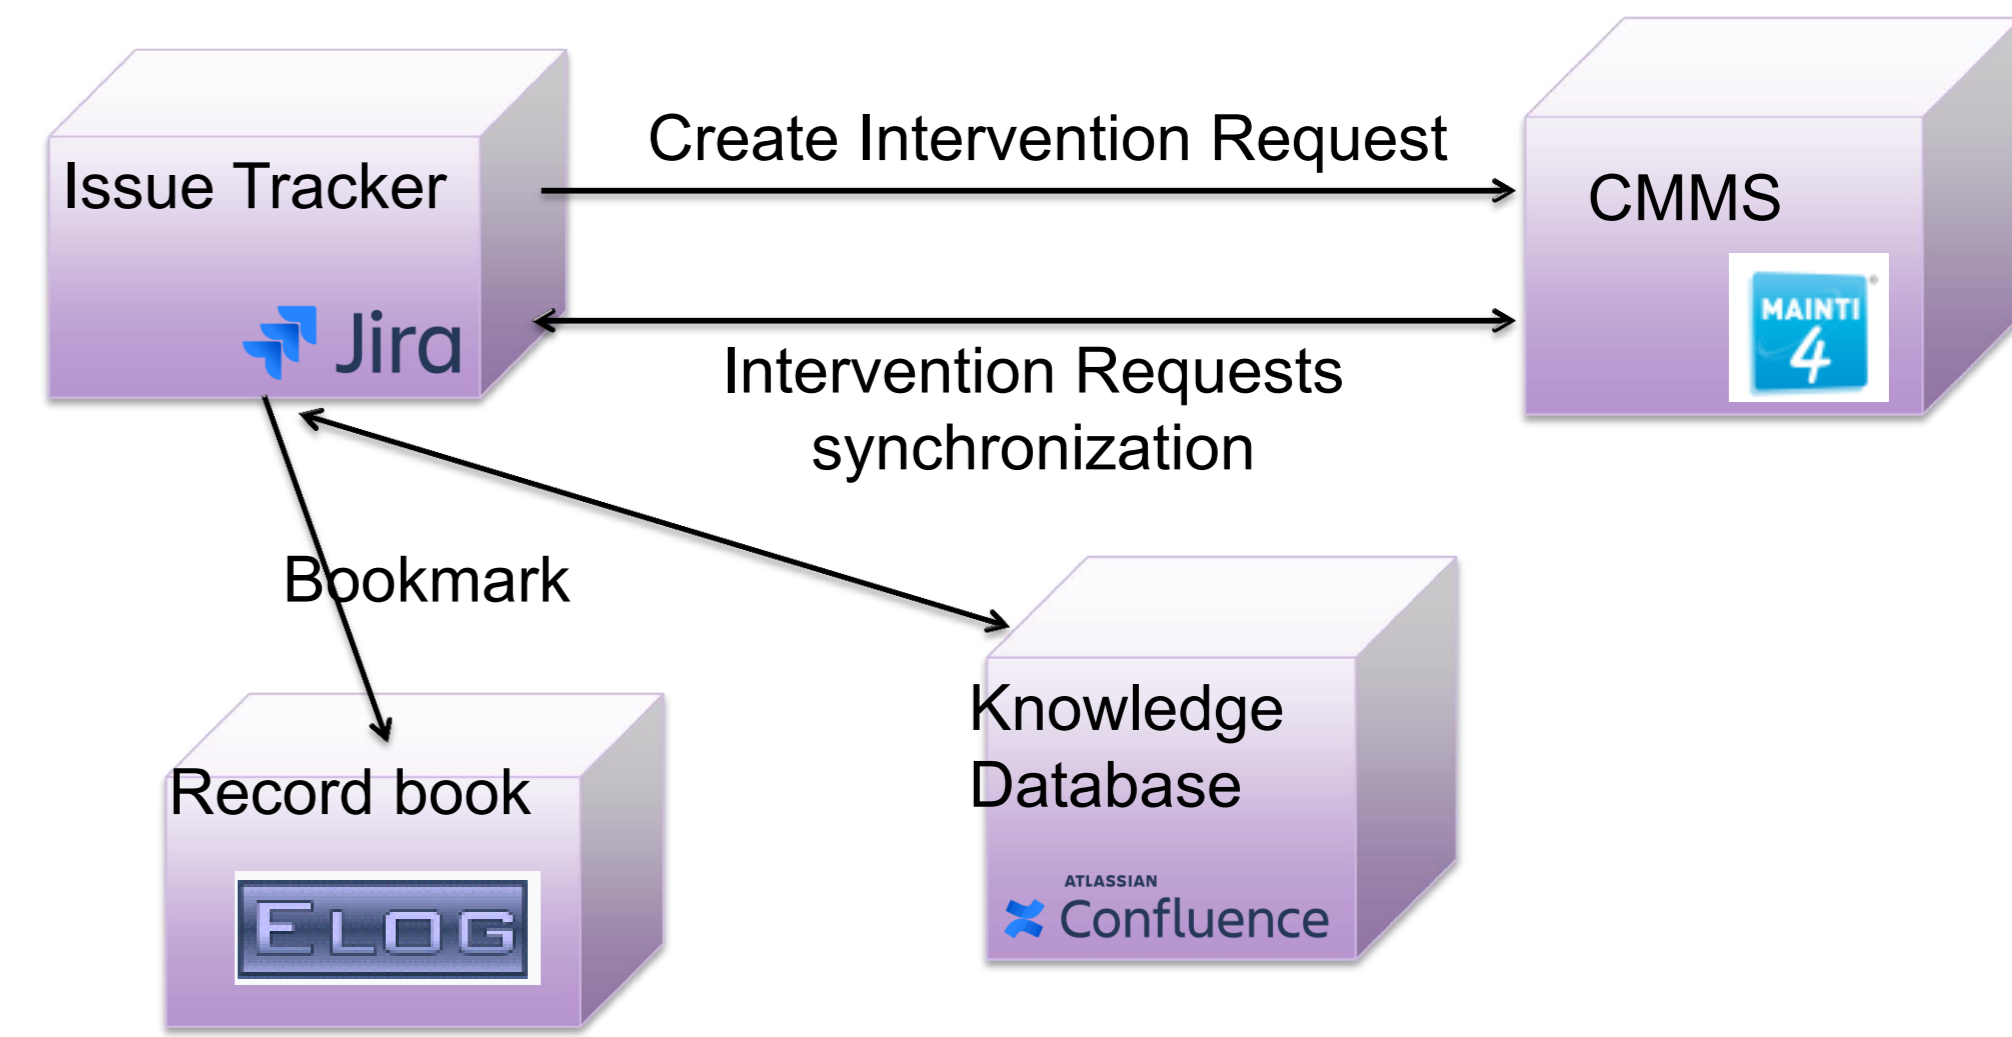 Create Intervention Request
Issue Tracker
CMMS
Jira
MAINTI
4
Intervention Requests
synchronization
Bookmark
Knowledge
Database
Record book
ATLASSIAN
Confluence
ELOG